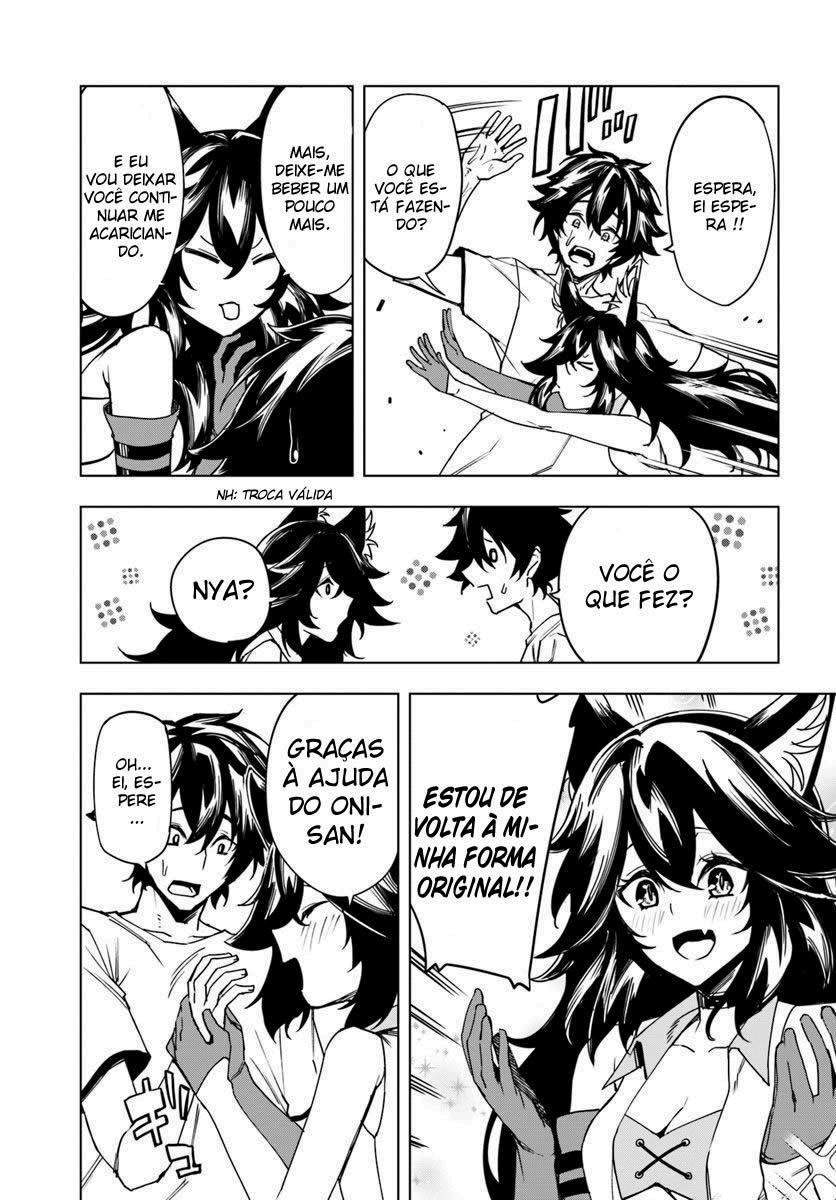 ESPERA,
EI ESPE-
RA !!
O QUE
VOCÊ ES-
TÁ FAZEN-
DO?
MAIS,
DEIXE-ME
BEBER UM
POUCO
MAIS.
E EU
VOU DEIXAR
VOCÊ CONTI-
NUAR ME
ACARICIAN-
DO.
NH: TROCA VÁLIDA
VOCÊ O
QUE FEZ?
NYA?
ESTOU DE
VOLTA À MI-
NHA FORMA
ORIGINAL!!
GRAÇAS
À AJUDA
DO ONI-
SAN!
OH...
EI, ES-
PERE
...